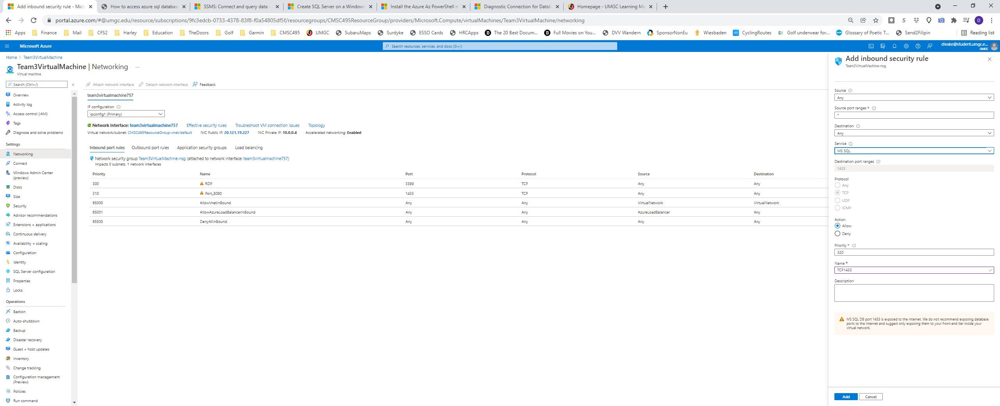 Add inbound security rule - Micr
How to access azure sql database
SSMS: Connect and query data -
Create SQL Server on a Windows
Install the Azure Az PowerShell m
Diagnostic Connection for Datab
Homepage - UMGC Learning Ma
portal.azure.com/#@umgc.edu/resource/subscriptions/9fc3edcb-0733-4378-83f8-f0a54805df5f/resourcegroups/CMSC495ResourceGroup/providers/Microsoft.Compute/virtualMachines/Team3VirtualMachine/networking
Apps Finance Mail CFS2 Harley Education TheDoors Golf Garmin CMSC495 UMGC SubaruMaps Surdyke ESSO Cards HRCApps The 20 Best Docum... Full Movies on You... DVV Wandern SponsorNonEu Wiesbaden CyclingRoutes Golf underwear for... Glossary of Poetic T... Send2Filipin Reading list
Microsoft Azure
Search resources, services, and docs (G+/)
dleake@student.umgc.e...
UMGC
Home > Team3VirtualMachine
Team3VirtualMachine | Networking ...
Virtual machine
Search (Ctrl+/)
Overview
Activity log
Access control (IAM)
Tags
Diagnose and solve problems
Settings
Networking
Connect
Windows Admin Center
(preview)
Disks
Size
Security
Advisor recommendations
Extensions + applications
Continuous delivery
Availability + scaling
Configuration
Identity
SQL Server configuration
Properties
Locks
Operations
Bastion
Auto-shutdown
Backup
Disaster recovery
Guest + host updates
Inventory
Change tracking
Configuration management
(Preview)
Policies
Run command
Attach network interface Detach network interface Feedback
team3virtualmachine757
IP configuration
ipconfig1 (Primary)
Network Interface: team3virtualmachine757 Effective security rules Troubleshoot VM connection issues Topology
Virtual network/subnet: CMSC495ResourceGroup-vnet/default NIC Public IP: 20.121.19.227 NIC Private IP: 10.0.0.4 Accelerated networking: Enabled
Inbound port rules Outbound port rules Application security groups Load balancing
Network security group Team3VirtualMachine-nsg (attached to network interface: team3virtualmachine757)
Impacts 0 subnets, 1 network interfaces
Priority Name Port Protocol Source Destination
300 RDP 3389 TCP Any Any
310 Port_8080 1433 TCP Any Any
65000 AllowVnetInBound Any Any VirtualNetwork VirtualNetwork
65001 AllowAzureLoadBalancerInBound Any Any AzureLoadBalancer Any
65500 DenyAllInBound Any Any Any Any
Add inbound security rule
Team3VirtualMachine-nsg
Source
Any
Source port ranges *
*
Destination
Any
Service
MS SQL
Destination port ranges
1433
Protocol
Any
TCP
UDP
ICMP
Action
Allow
Deny
Priority *
320
Name *
TCP1433
Description
MS SQL DB port 1433 is exposed to the Internet. We do not recommend exposing database
ports to the Internet and suggest only exposing them to your front-end tier inside your
virtual network.
Add Cancel